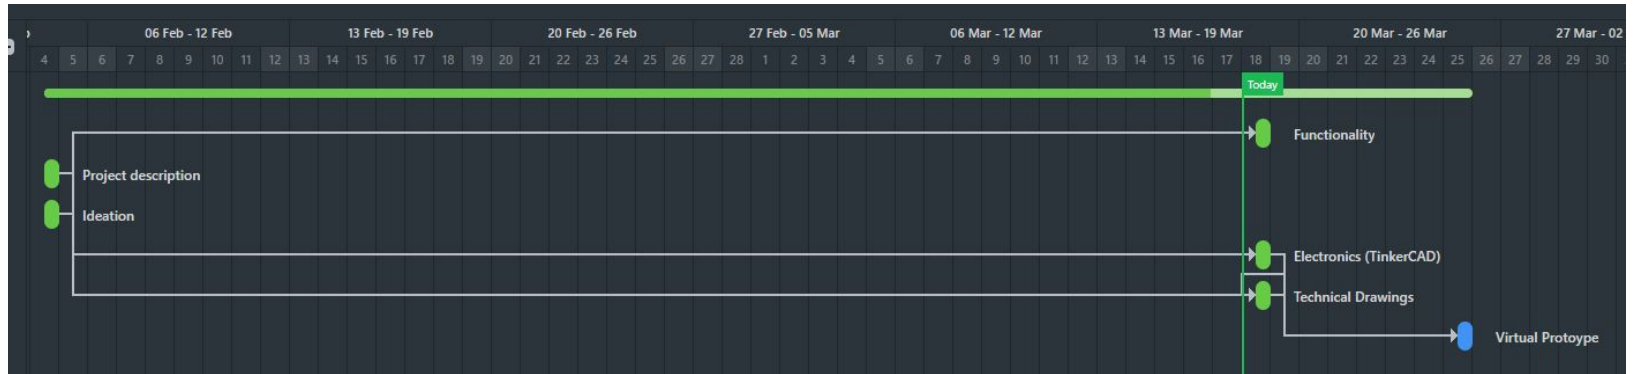 06 Feb - 12 Feb 13 Feb - 19 Feb 20 Feb - 26 Feb 27 Feb - 05 Mar 06 Mar - 12 Mar 13 Mar - 19 Mar 20 Mar - 26 Mar 27 Mar - 02
4 5 6 7 8 9 10 11 12 13 14 15 16 17 18 19 20 21 22 23 24 25 26 27 28 1 2 3 4 5 6 7 8 9 10 11 12 13 14 15 16 17 18 19 20 21 22 23 24 25 26 27 28 29 30
Today
Functionality
Project description
Ideation
Electronics (TinkerCAD)
Technical Drawings
Virtual Protoype